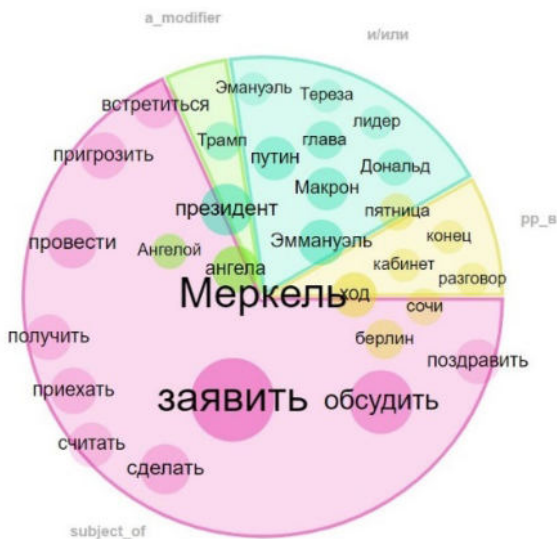 a_modifier
и/или
Эмануэль
Тереза
встретиться
лидер
Трамп
глава
пригрозить
путин
Дональд
Макрон
президент
пятница
рр_в
провести
Ангелой
Эммануэль
конец
ангела
кабинет
разговор
Меркель
ход
сочи
получить
берлин
поздравить
приехать
заявить
обсудить
считать
сделать
subject_of